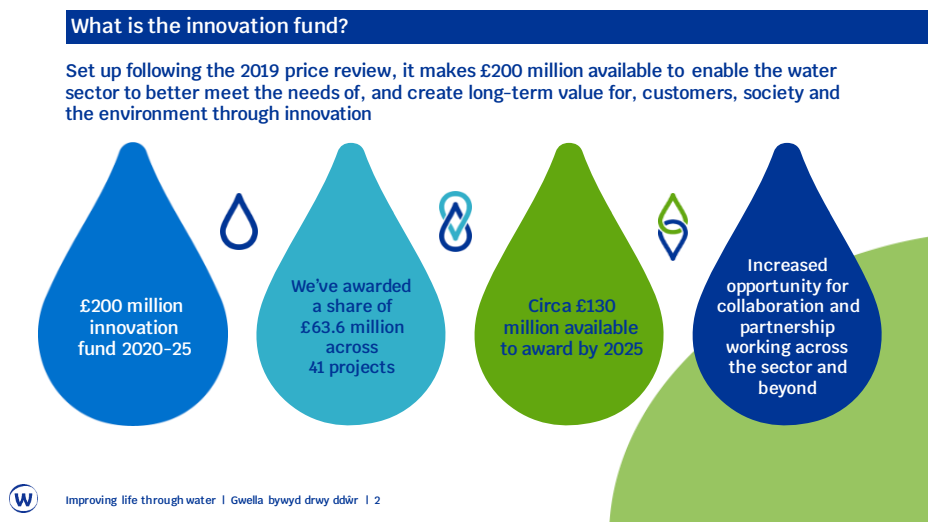 What is the innovation fund?
Set up following the 2019 price review, it makes £200 million available to enable the water
sector to better meet the needs of, and create long-term value for, customers, society and
the environment through innovation
£200 million
innovation
fund 2020-25
We've awarded
a share of
£63.6 million
across
41 projects
Circa £130
million available
to award by 2025
Increased
opportunity for
collaboration and
partnership
working across
the sector and
beyond
W
Improving life through water | Gwella bywyd drwy ddŵr | 2